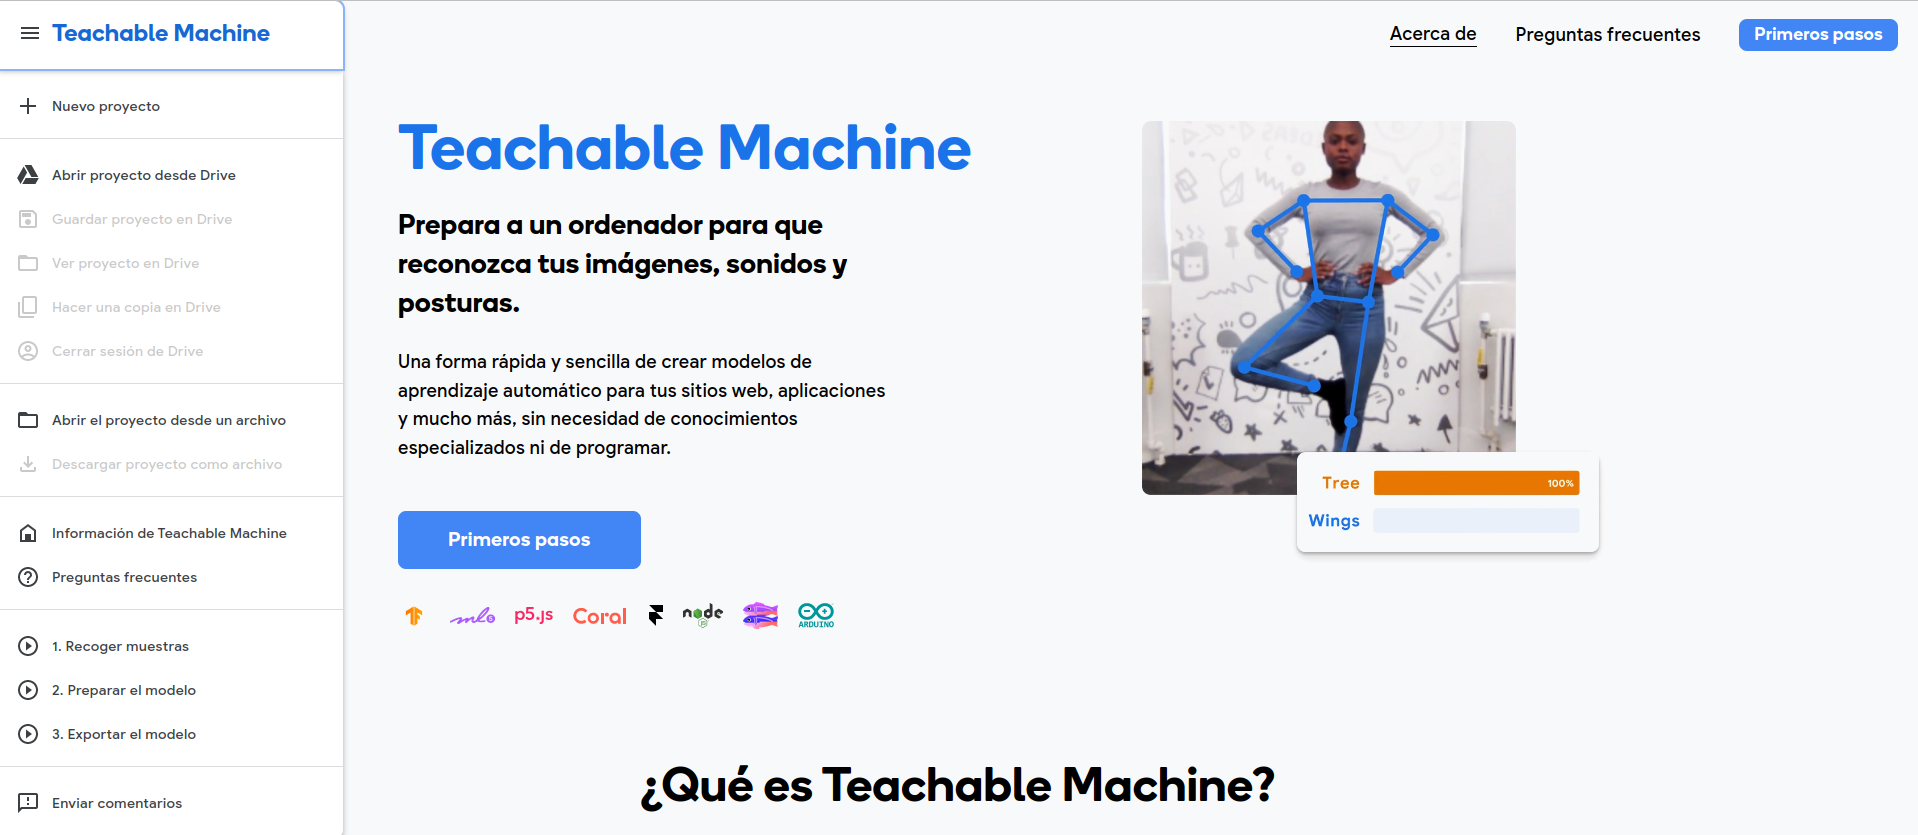 Teachable Machine
Nuevo proyecto
Abrir proyecto desde Drive
Guardar proyecto en Drive
Ver proyecto en Drive
Hacer una copia en Drive
Cerrar sesión de Drive
Abrir el proyecto desde un archivo
Descargar proyecto como archivo
Información de Teachable Machine
Preguntas frecuentes
1. Recoger muestras
2. Preparar el modelo
3. Exportar el modelo
Enviar comentarios
Acerca de
Preguntas frecuentes
Primeros pasos
Teachable Machine
Prepara a un ordenador para que
reconozca tus imágenes, sonidos y
posturas.
Una forma rápida y sencilla de crear modelos de
aprendizaje automático para tus sitios web, aplicaciones
y mucho más, sin necesidad de conocimientos
especializados ni de programar.
Primeros pasos
ml5
p5.js
Coral
node
JS
ARDUINO
Tree
100%
Wings
¿Qué es Teachable Machine?